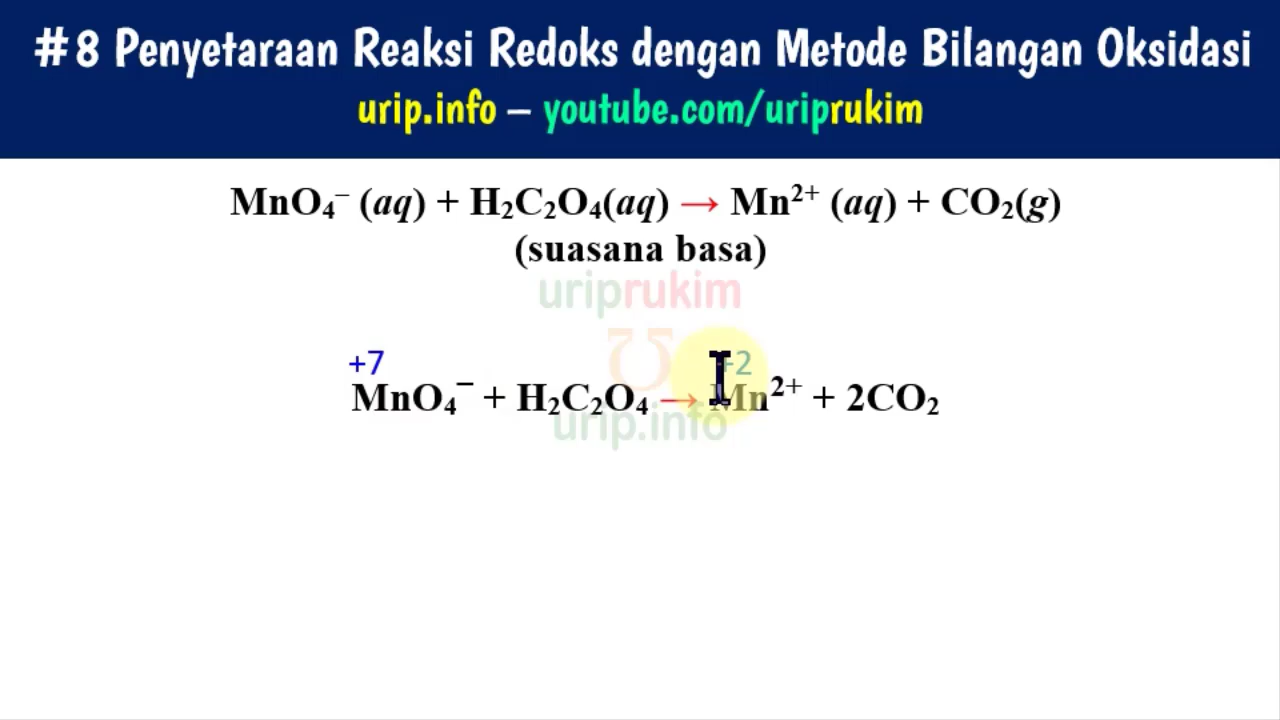 #8 Penyetaraan Reaksi Redoks dengan Metode Bilangan Oksidasi
urip.info – youtube.com/uriprukim
MnO₄⁻ (aq) + H₂C₂O₄(aq) → Mn²⁺ (aq) + CO₂(g)
(suasana basa)
uriprukim
+7 +2
MnO₄⁻ + H₂C₂O₄ → Mn²⁺ + 2CO₂
urip.info